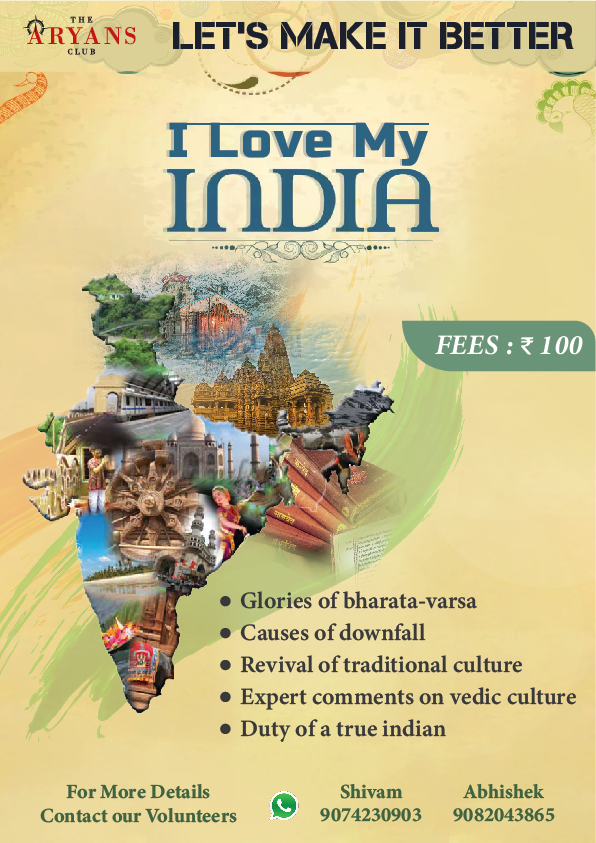 THE
ARYANS
CLUB
LET'S MAKE IT BETTER
I Love My
INDIA
FEES : ₹ 100
• Glories of bharata-varsa
• Causes of downfall
• Revival of traditional culture
• Expert comments on vedic culture
• Duty of a true indian
For More Details
Contact our Volunteers
Shivam
9074230903
Abhishek
9082043865